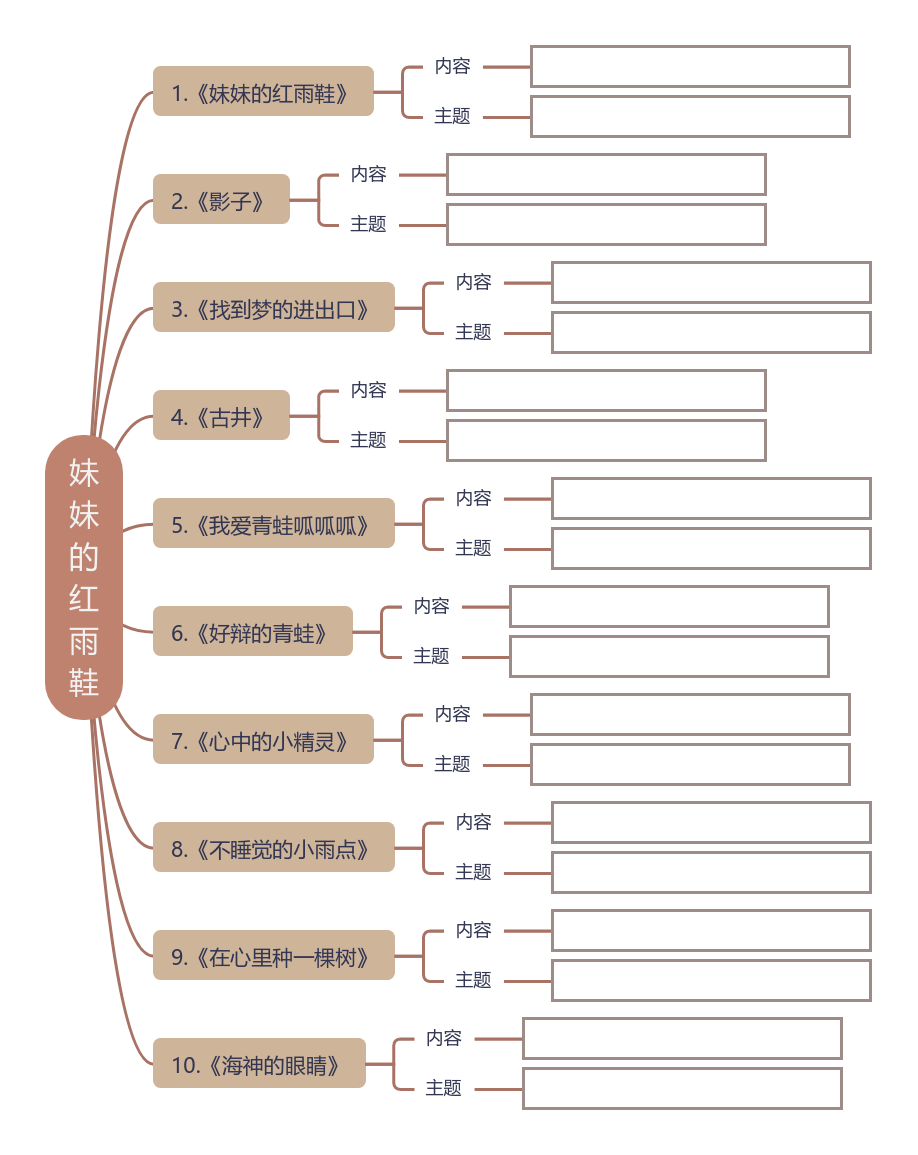 妹妹的红雨鞋
1.《妹妹的红雨鞋》
内容
主题
2.《影子》
内容
主题
3.《找到梦的进出口》
内容
主题
4.《古井》
内容
主题
5.《我爱青蛙呱呱呱》
内容
主题
6.《好辩的青蛙》
内容
主题
7.《心中的小精灵》
内容
主题
8.《不睡觉的小雨点》
内容
主题
9.《在心里种一棵树》
内容
主题
10.《海神的眼睛》
内容
主题